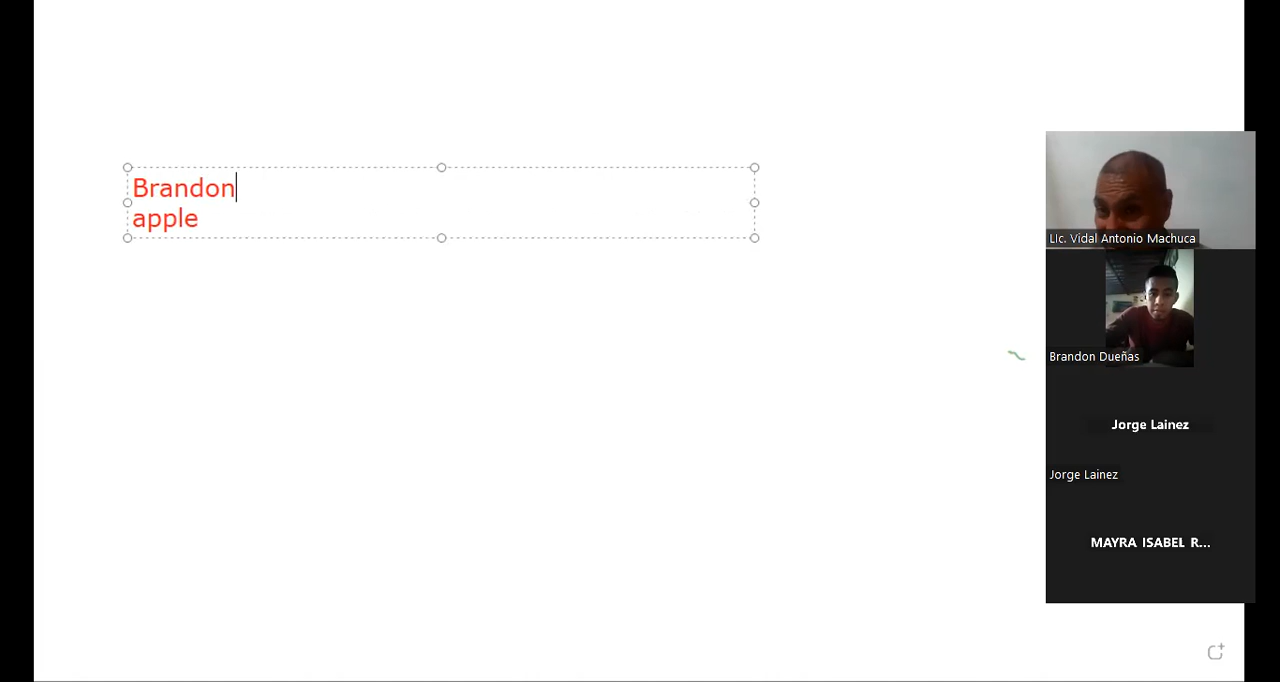 Brandon
apple
LIc. Vidal Antonio Machuca
Brandon Dueñas
Jorge Lainez
Jorge Lainez
MAYRA ISABEL R...